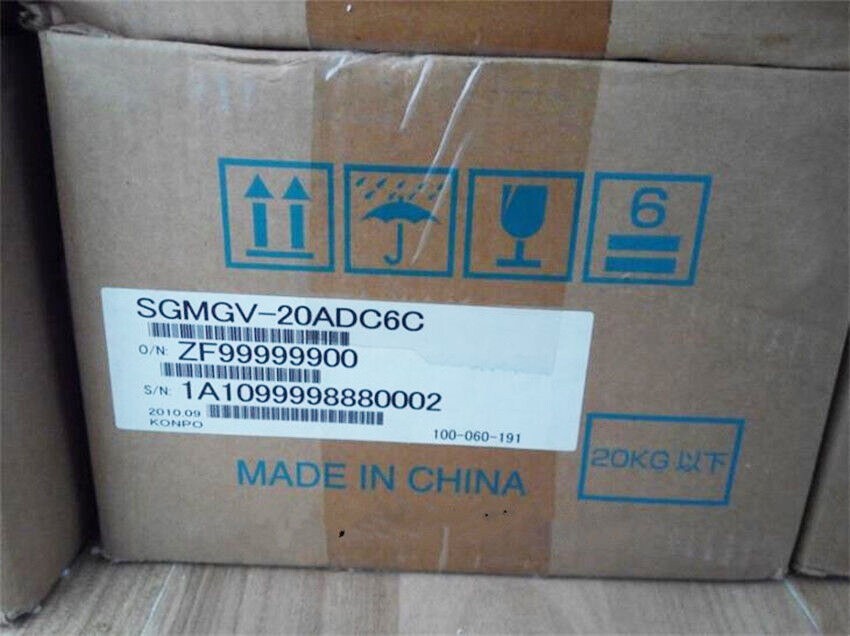 6
SGMGV-20ADC6C
O/N: ZF99999900
S/N: 1A1099998880002
2010.09
KONPO
100-060-191
20KG 以下
MADE IN CHINA